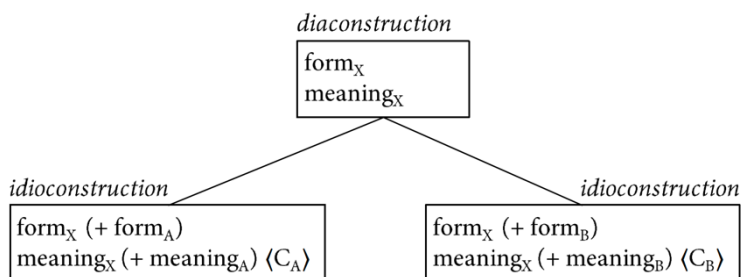 diaconstruction
formX
meaningX
idioconstruction
idioconstruction
formX (+ formA)
meaningX (+ meaningA) ⟨CA⟩
formX (+ formB)
meaningX (+ meaningB) ⟨CB⟩